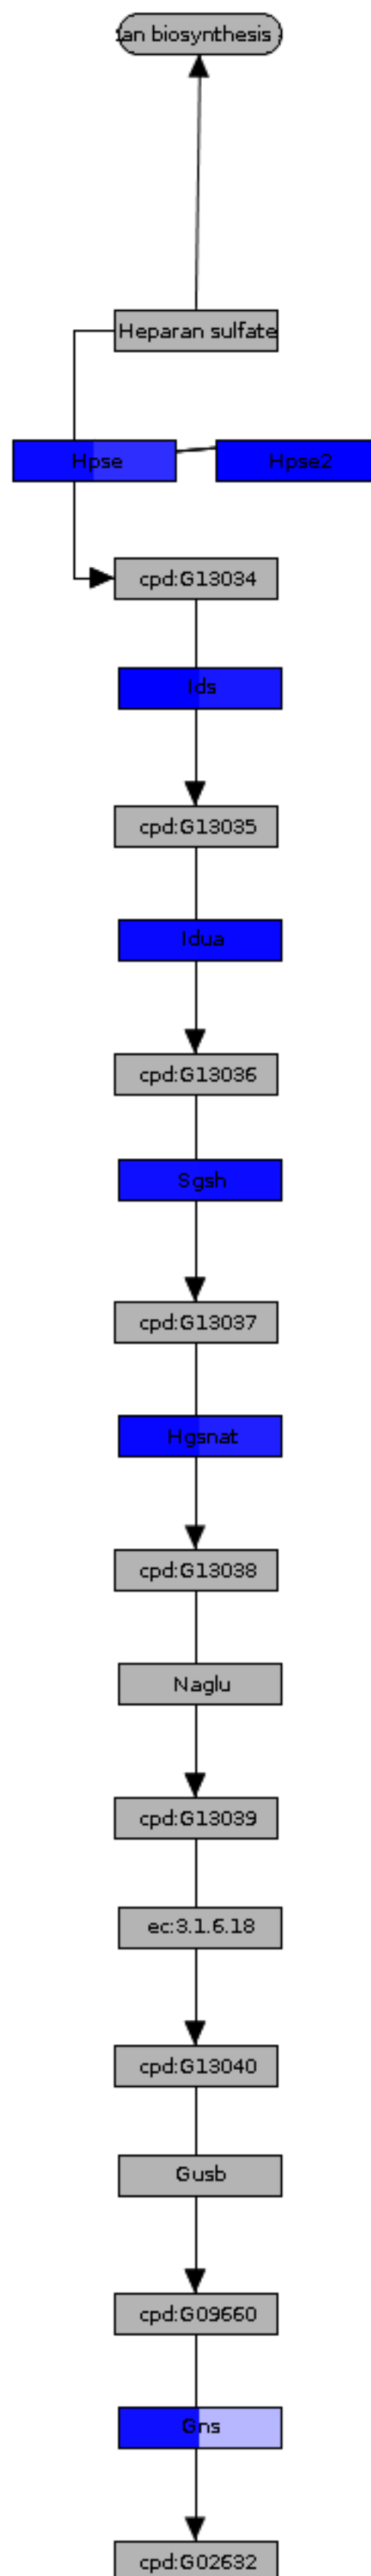 an biosynthesis
Heparan sulfate
Hpse
Hpse2
cpd:G13034
Ids
cpd:G13035
Idua
cpd:G13036
Sgsh
cpd:G13037
Hgsnat
cpd:G13038
Naglu
cpd:G13039
ec:3.1.6.18
cpd:G13040
Gusb
cpd:G09660
Gns
cpd:G02632